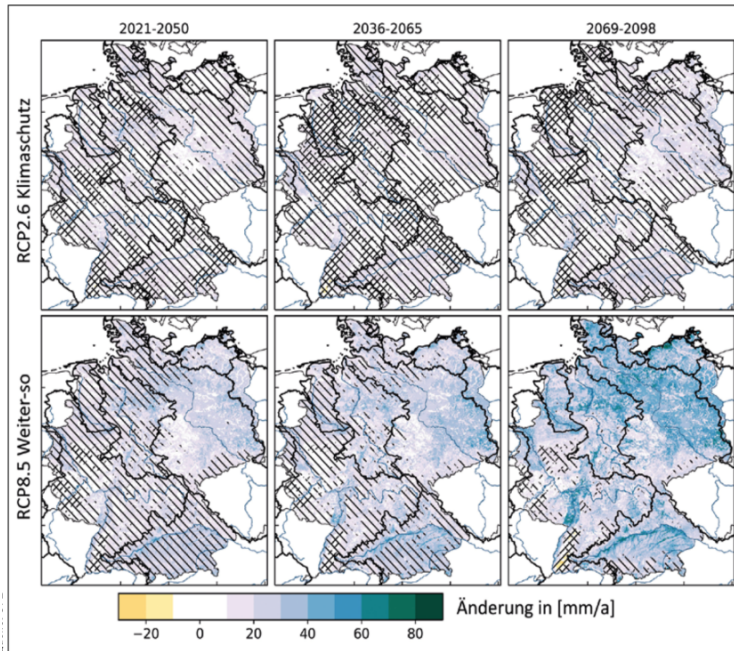 2021-2050 2036-2065 2069-2098
RCP2.6 Klimaschutz
RCP8.5 Weiter-so
−20 0 20 40 60 80
Änderung in [mm/a]